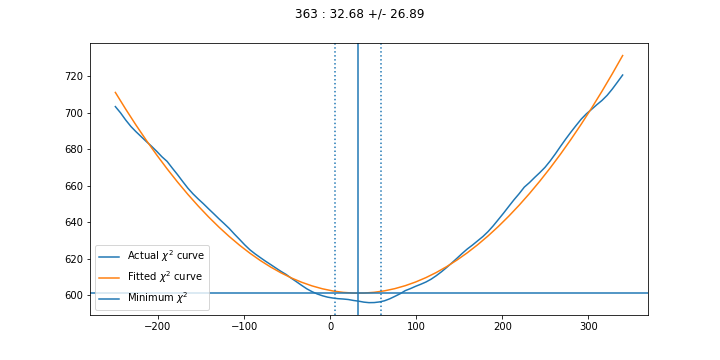 363 : 32.68 +/- 26.89
720
700
680
660
640
620
600
Actual χ² curve
Fitted χ² curve
Minimum χ²
−200 −100 0 100 200 300